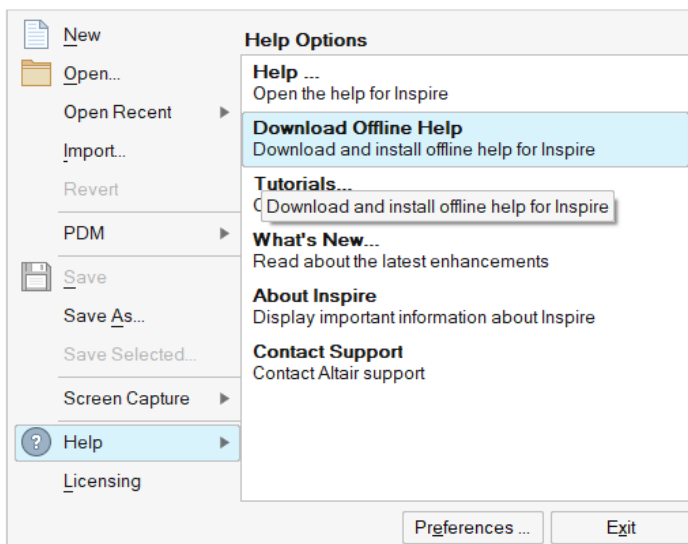 New
Open...
Open Recent
Import...
Revert
PDM
Save
Save As...
Save Selected...
Screen Capture
Help
Licensing
Help Options
Help ...
Open the help for Inspire
Download Offline Help
Download and install offline help for Inspire
Tutorials...
Download and install offline help for Inspire
What's New...
Read about the latest enhancements
About Inspire
Display important information about Inspire
Contact Support
Contact Altair support
Preferences ...
Exit